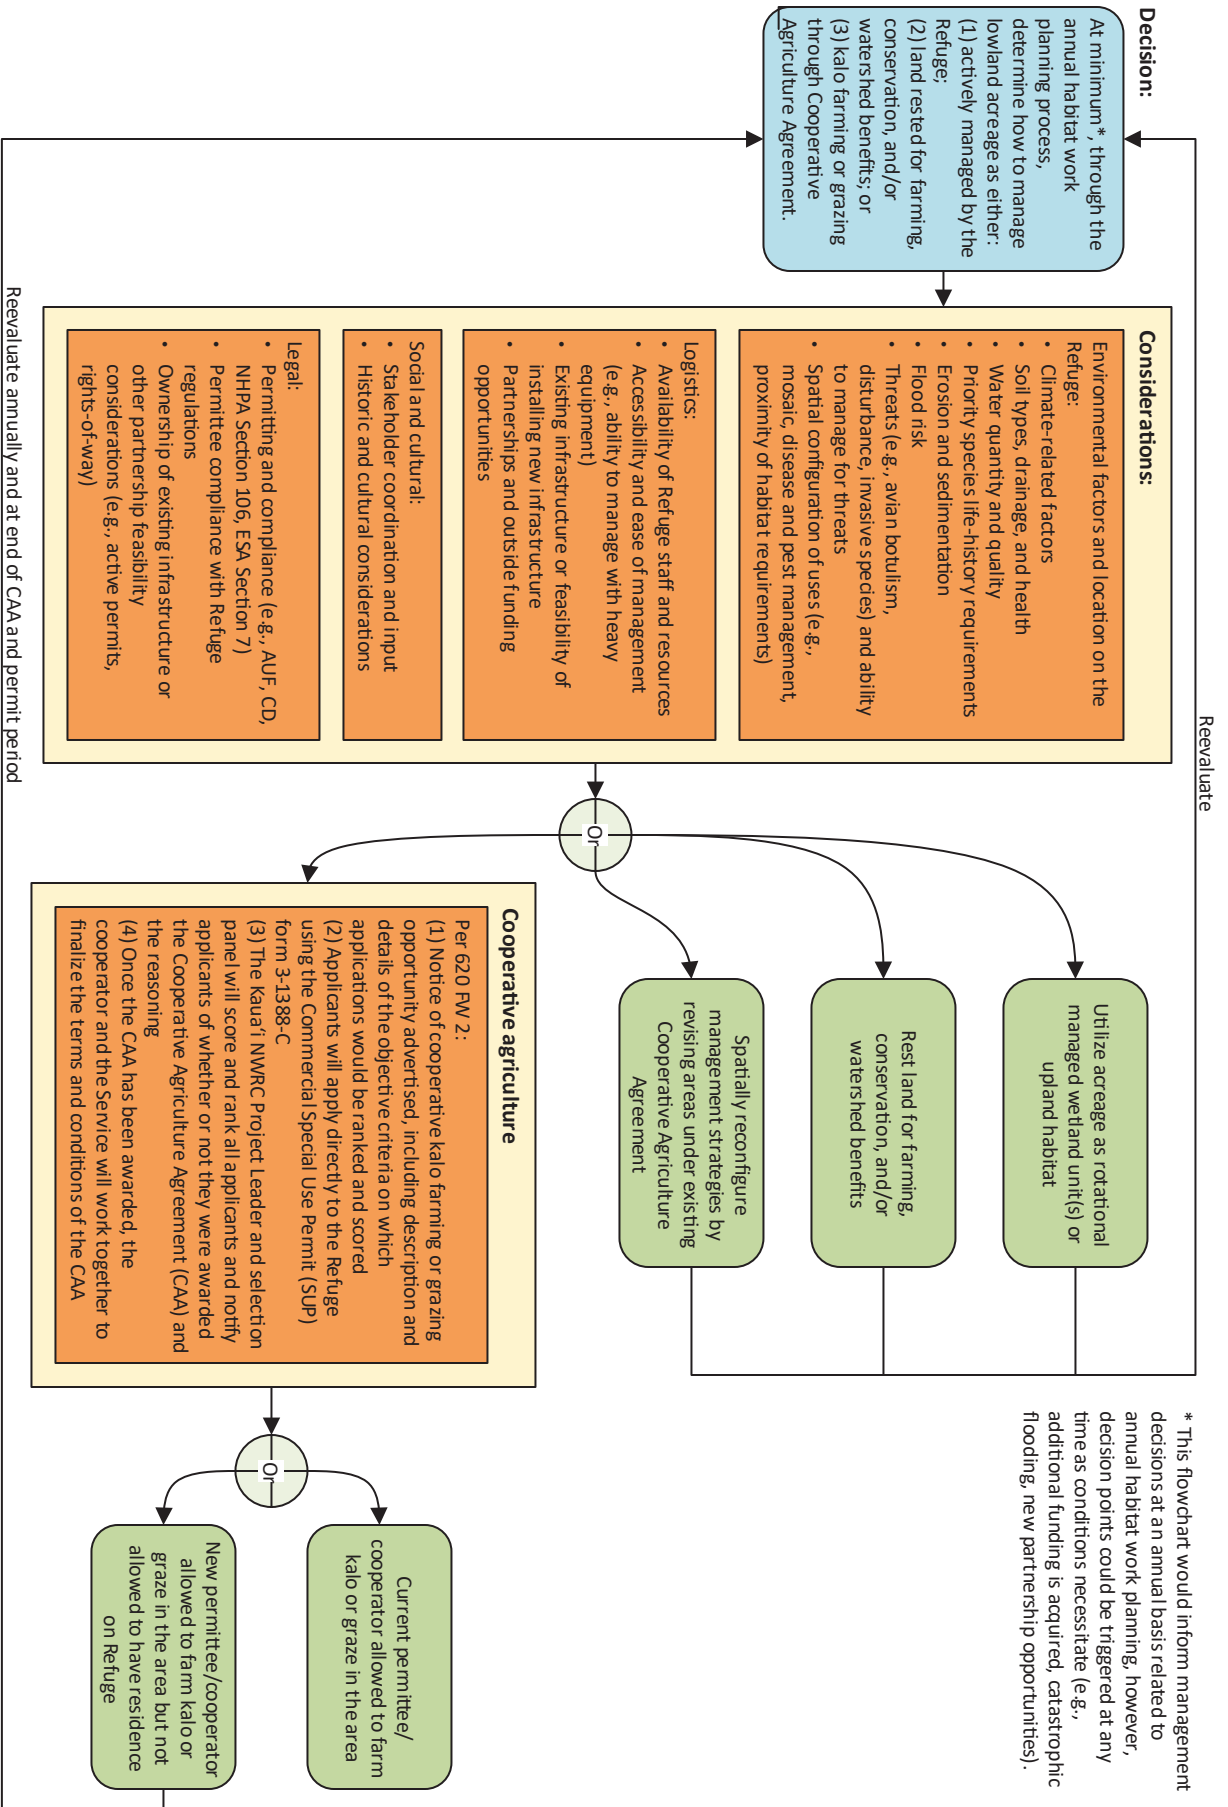 Decision:
At minimum*, through the
annual habitat work
planning process,
determine how to manage
lowland acreage as either:
(1) actively managed by the
Refuge;
(2) land rested for farming,
conservation, and/or
watershed benefits; or
(3) kalo farming or grazing
through Cooperative
Agriculture Agreement.
Considerations:
Environmental factors and location on the
Refuge:
• Climate-related factors
• Soil types, drainage, and health
• Water quantity and quality
• Priority species life-history requirements
• Erosion and sedimentation
• Flood risk
• Threats (e.g., avian botulism,
disturbance, invasive species) and ability
to manage for threats
• Spatial configuration of uses (e.g.,
mosaic, disease and pest management,
proximity of habitat requirements)
Logistics:
• Availability of Refuge staff and resources
• Accessibility and ease of management
(e.g., ability to manage with heavy
equipment)
• Existing infrastructure or feasibility of
installing new infrastructure
• Partnerships and outside funding
opportunities
Social and cultural:
• Stakeholder coordination and input
• Historic and cultural considerations
Legal:
• Permitting and compliance (e.g., AUF, CD,
NHPA Section 106, ESA Section 7)
• Permittee compliance with Refuge
regulations
• Ownership of existing infrastructure or
other partnership feasibility
considerations (e.g., active permits,
rights-of-way)
Reevaluate
Or
Utilize acreage as rotational
managed wetland unit(s) or
upland habitat
Rest land for farming,
conservation, and/or
watershed benefits
Spatially reconfigure
management strategies by
revising areas under existing
Cooperative Agriculture
Agreement
Cooperative agriculture
Per 620 FW 2:
(1) Notice of cooperative kalo farming or grazing
opportunity advertised, including description and
details of the objective criteria on which
applications would be ranked and scored
(2) Applicants will apply directly to the Refuge
using the Commercial Special Use Permit (SUP)
form 3-1388-C
(3) The Kauaʻi NWRC Project Leader and selection
panel will score and rank all applicants and notify
applicants of whether or not they were awarded
the Cooperative Agriculture Agreement (CAA) and
the reasoning
(4) Once the CAA has been awarded, the
cooperator and the Service will work together to
finalize the terms and conditions of the CAA
Or
Current permittee/
cooperator allowed to farm
kalo or graze in the area
New permittee/cooperator
allowed to farm kalo or
graze in the area but not
allowed to have residence
on Refuge
* This flowchart would inform management
decisions at an annual basis related to
annual habitat work planning, however,
decision points could be triggered at any
time as conditions necessitate (e.g.,
additional funding is acquired, catastrophic
flooding, new partnership opportunities).
Reevaluate annually and at end of CAA and permit period